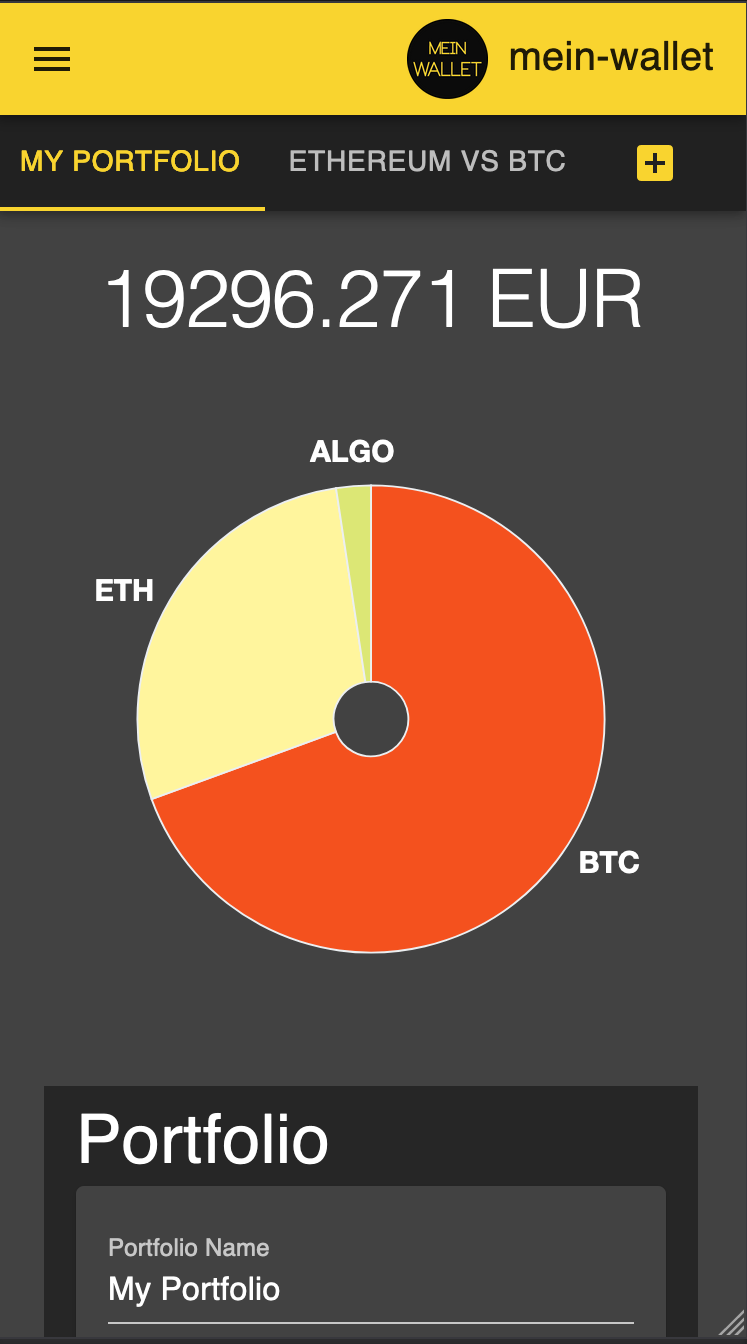 MEIN
WALLET
mein-wallet
MY PORTFOLIO
ETHEREUM VS BTC
19296.271 EUR
ALGO
ETH
BTC
Portfolio
Portfolio Name
My Portfolio